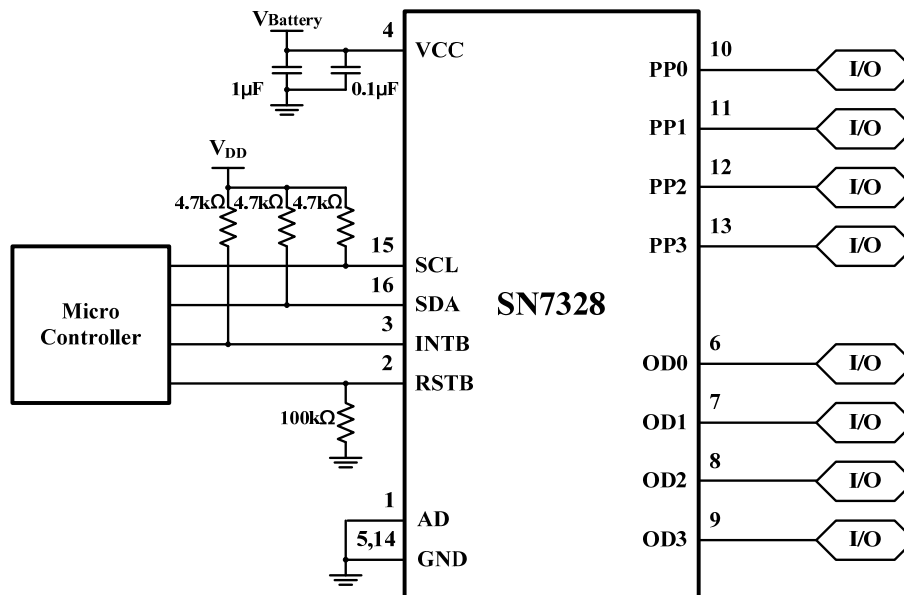 VBattery
4
VCC
1μF
0.1μF
VDD
4.7kΩ 4.7kΩ 4.7kΩ
Micro
Controller
15
SCL
16
SDA
3
INTB
2
RSTB
100kΩ
1
AD
5,14
GND
SN7328
10
PP0
I/O
11
PP1
I/O
12
PP2
I/O
13
PP3
I/O
6
OD0
I/O
7
OD1
I/O
8
OD2
I/O
9
OD3
I/O